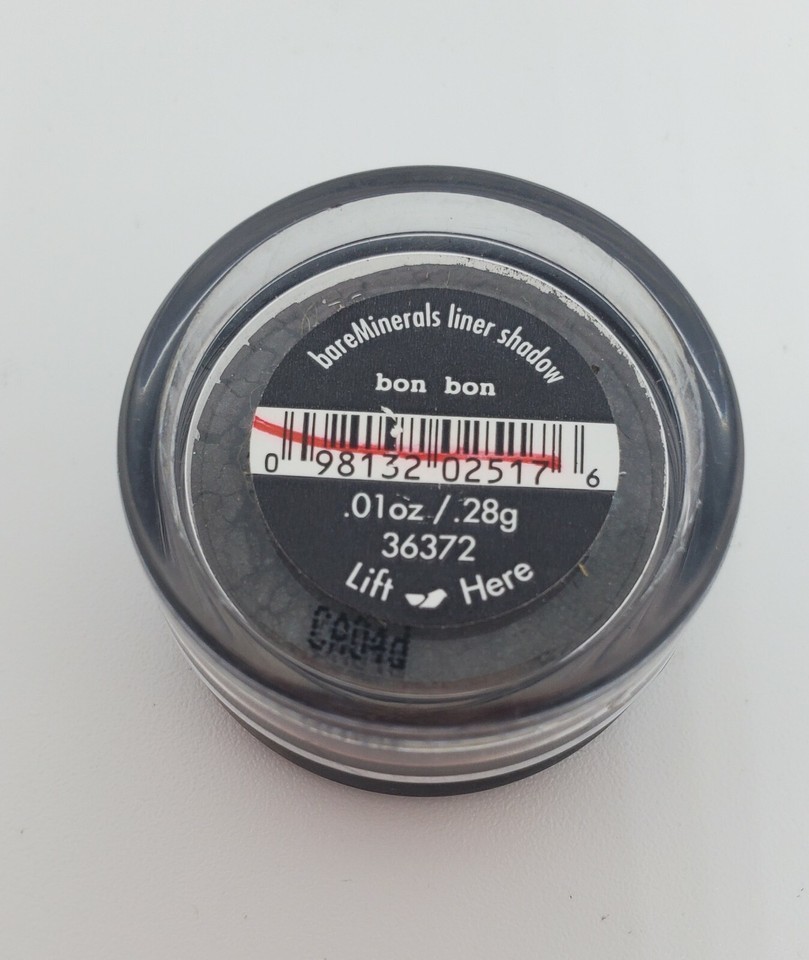 bareMinerals liner shadow
bon bon
0 98132 02517 6
.01oz/.28g
36372
Lift Here